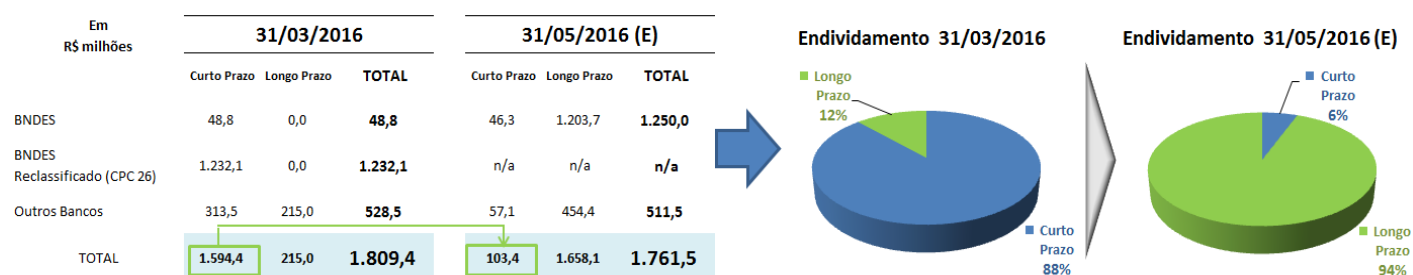 Em
R$ milhões
31/03/2016
31/05/2016 (E)
Curto Prazo Longo Prazo TOTAL
Curto Prazo Longo Prazo TOTAL
BNDES 48,8 0,0 48,8 46,3 1.203,7 1.250,0
BNDES
Reclassificado (CPC 26) 1.232,1 0,0 1.232,1 n/a n/a n/a
Outros Bancos 313,5 215,0 528,5 57,1 454,4 511,5
TOTAL 1.594,4 215,0 1.809,4 103,4 1.658,1 1.761,5
Endividamento 31/03/2016
Longo
Prazo
12%
Curto
Prazo
88%
Endividamento 31/05/2016 (E)
Curto
Prazo
6%
Longo
Prazo
94%